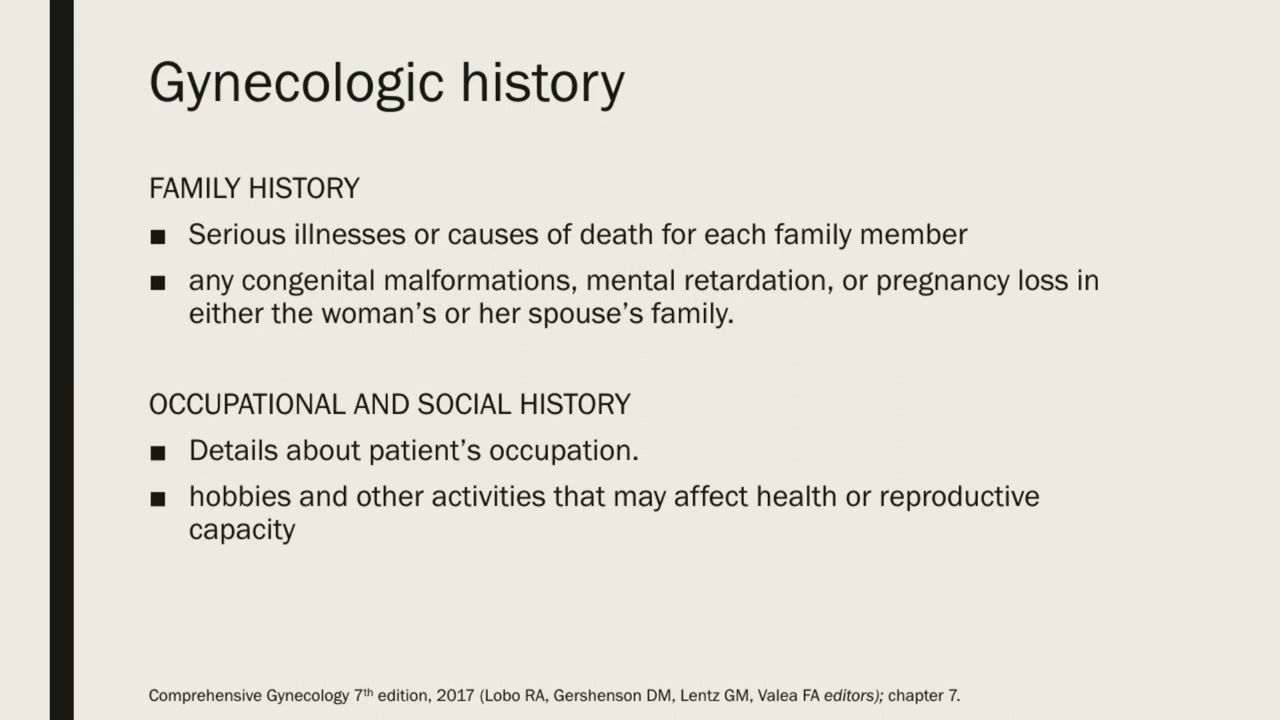 Gynecologic history
FAMILY HISTORY
■ Serious illnesses or causes of death for each family member
■ any congenital malformations, mental retardation, or pregnancy loss in
either the woman’s or her spouse’s family.
OCCUPATIONAL AND SOCIAL HISTORY
■ Details about patient’s occupation.
■ hobbies and other activities that may affect health or reproductive
capacity
Comprehensive Gynecology 7th edition, 2017 (Lobo RA, Gershenson DM, Lentz GM, Valea FA editors); chapter 7.